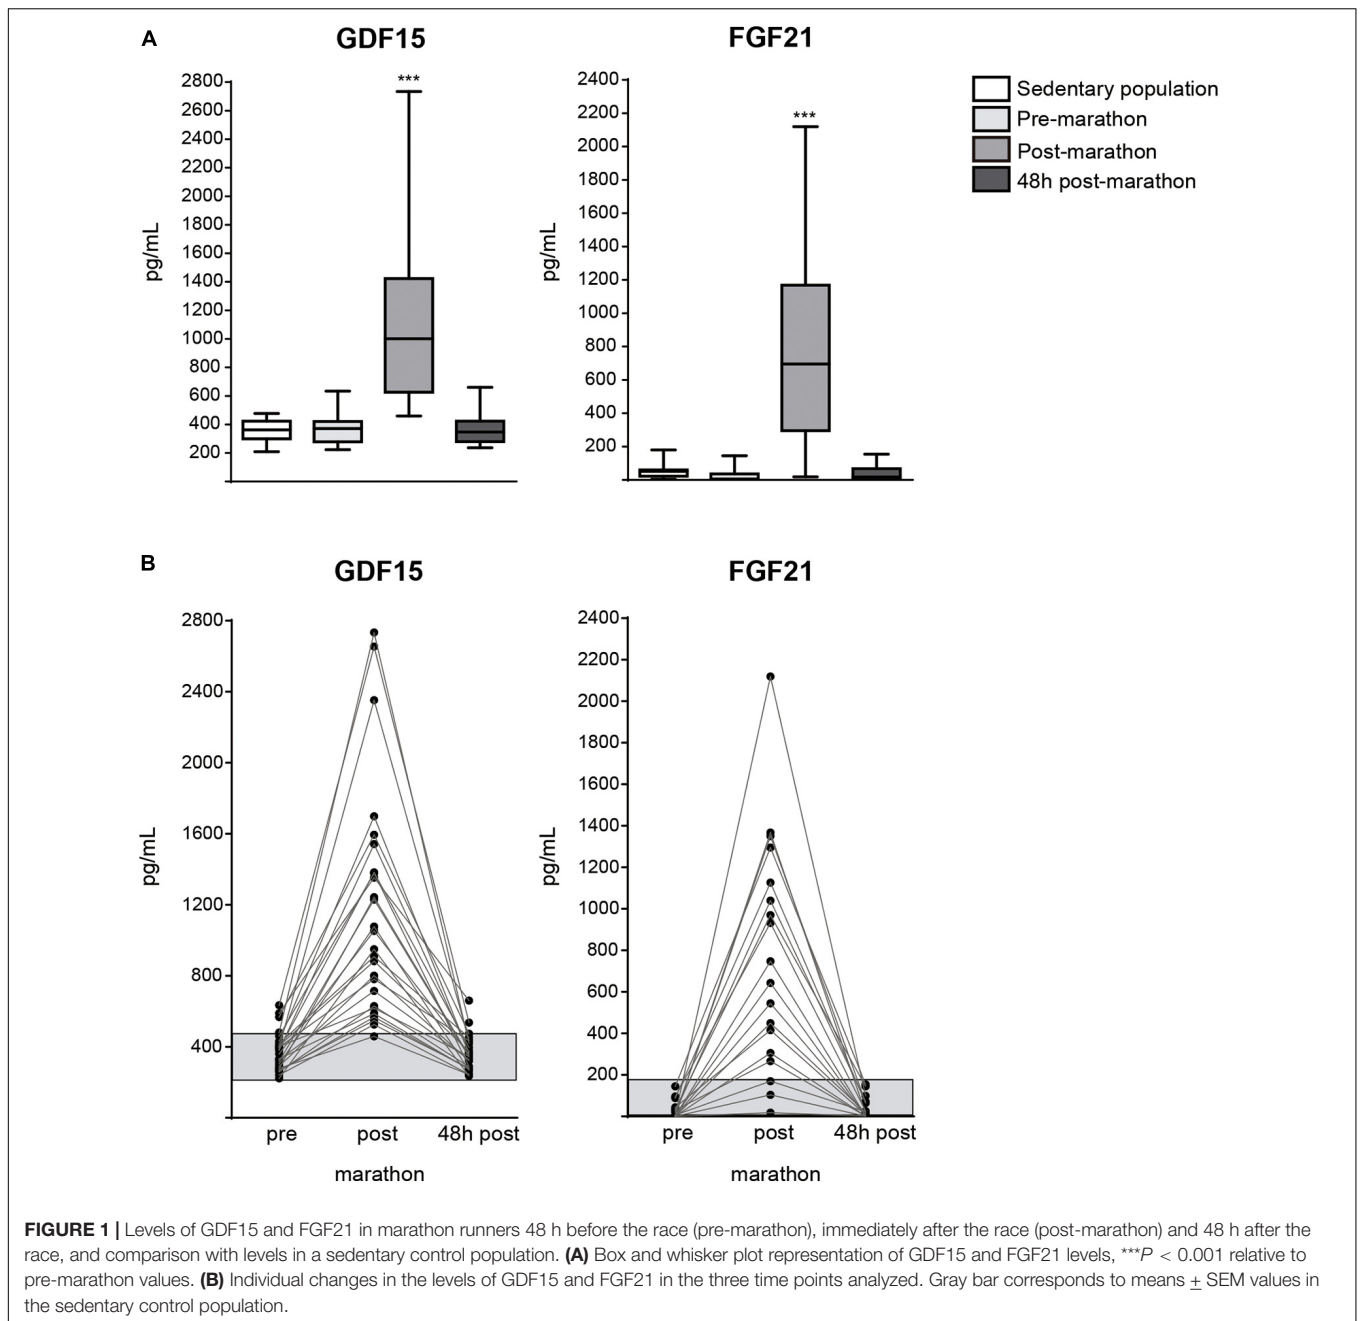 A
GDF15
FGF21
***
***
2800
2600
2400
2200
2000
1800
1600
1400
1200
1000
800
600
400
200
pg/mL
2400
2200
2000
1800
1600
1400
1200
1000
800
600
400
200
pg/mL
Sedentary population
Pre-marathon
Post-marathon
48h post-marathon
B
GDF15
FGF21
2800
2400
2000
1600
1200
800
400
pg/mL
pre post 48h post
marathon
2400
2200
2000
1800
1600
1400
1200
1000
800
600
400
200
pg/mL
pre post 48h post
marathon
FIGURE 1 | Levels of GDF15 and FGF21 in marathon runners 48 h before the race (pre-marathon), immediately after the race (post-marathon) and 48 h after the
race, and comparison with levels in a sedentary control population. (A) Box and whisker plot representation of GDF15 and FGF21 levels, ***P < 0.001 relative to
pre-marathon values. (B) Individual changes in the levels of GDF15 and FGF21 in the three time points analyzed. Gray bar corresponds to means ± SEM values in
the sedentary control population.